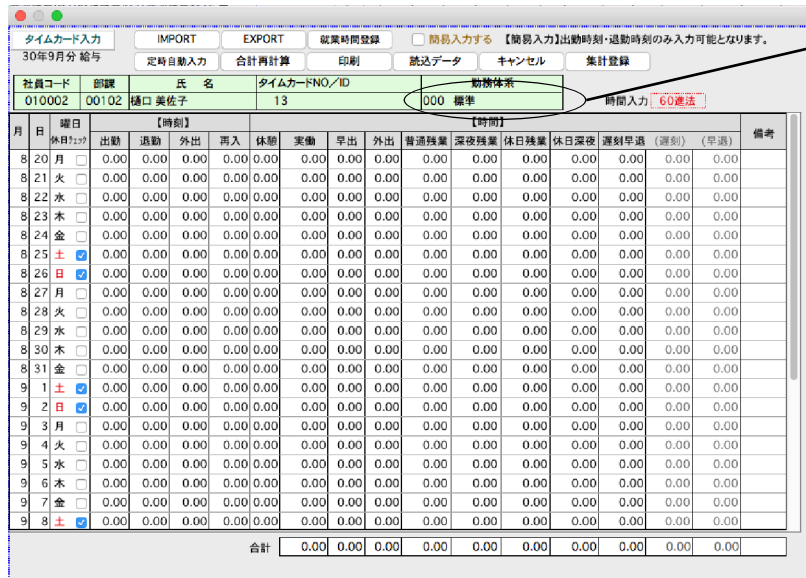 タイムカード入力 IMPORT EXPORT 就業時間登録 簡易入力する 【簡易入力】出勤時刻・退勤時刻のみ入力可能となります。
30年9月分 給与 定時自動入力 合計再計算 印刷 読込データ キャンセル 集計登録
社員コード 部課 氏 名 タイムカードNO/ID 勤務体系
010002 00102 樋口 美佐子 13 000 標準 時間入力 60進法
月 日 曜日 【時刻】 【時間】 備考
休日チェック 出勤 退勤 外出 再入 休憩 実働 早出 外出 普通残業 深夜残業 休日残業 休日深夜 遅刻早退 (遅刻) (早退)
8 20 月 0.00 0.00 0.00 0.00 0.00 0.00 0.00 0.00 0.00 0.00 0.00 0.00 0.00 0.00 0.00
8 21 火 0.00 0.00 0.00 0.00 0.00 0.00 0.00 0.00 0.00 0.00 0.00 0.00 0.00 0.00 0.00
8 22 水 0.00 0.00 0.00 0.00 0.00 0.00 0.00 0.00 0.00 0.00 0.00 0.00 0.00 0.00 0.00
8 23 木 0.00 0.00 0.00 0.00 0.00 0.00 0.00 0.00 0.00 0.00 0.00 0.00 0.00 0.00 0.00
8 24 金 0.00 0.00 0.00 0.00 0.00 0.00 0.00 0.00 0.00 0.00 0.00 0.00 0.00 0.00 0.00
8 25 土 0.00 0.00 0.00 0.00 0.00 0.00 0.00 0.00 0.00 0.00 0.00 0.00 0.00 0.00 0.00
8 26 日 0.00 0.00 0.00 0.00 0.00 0.00 0.00 0.00 0.00 0.00 0.00 0.00 0.00 0.00 0.00
8 27 月 0.00 0.00 0.00 0.00 0.00 0.00 0.00 0.00 0.00 0.00 0.00 0.00 0.00 0.00 0.00
8 28 火 0.00 0.00 0.00 0.00 0.00 0.00 0.00 0.00 0.00 0.00 0.00 0.00 0.00 0.00 0.00
8 29 水 0.00 0.00 0.00 0.00 0.00 0.00 0.00 0.00 0.00 0.00 0.00 0.00 0.00 0.00 0.00
8 30 木 0.00 0.00 0.00 0.00 0.00 0.00 0.00 0.00 0.00 0.00 0.00 0.00 0.00 0.00 0.00
8 31 金 0.00 0.00 0.00 0.00 0.00 0.00 0.00 0.00 0.00 0.00 0.00 0.00 0.00 0.00 0.00
9 1 土 0.00 0.00 0.00 0.00 0.00 0.00 0.00 0.00 0.00 0.00 0.00 0.00 0.00 0.00 0.00
9 2 日 0.00 0.00 0.00 0.00 0.00 0.00 0.00 0.00 0.00 0.00 0.00 0.00 0.00 0.00 0.00
9 3 月 0.00 0.00 0.00 0.00 0.00 0.00 0.00 0.00 0.00 0.00 0.00 0.00 0.00 0.00 0.00
9 4 火 0.00 0.00 0.00 0.00 0.00 0.00 0.00 0.00 0.00 0.00 0.00 0.00 0.00 0.00 0.00
9 5 水 0.00 0.00 0.00 0.00 0.00 0.00 0.00 0.00 0.00 0.00 0.00 0.00 0.00 0.00 0.00
9 6 木 0.00 0.00 0.00 0.00 0.00 0.00 0.00 0.00 0.00 0.00 0.00 0.00 0.00 0.00 0.00
9 7 金 0.00 0.00 0.00 0.00 0.00 0.00 0.00 0.00 0.00 0.00 0.00 0.00 0.00 0.00 0.00
9 8 土 0.00 0.00 0.00 0.00 0.00 0.00 0.00 0.00 0.00 0.00 0.00 0.00 0.00 0.00 0.00
合計 0.00 0.00 0.00 0.00 0.00 0.00 0.00 0.00 0.00 0.00